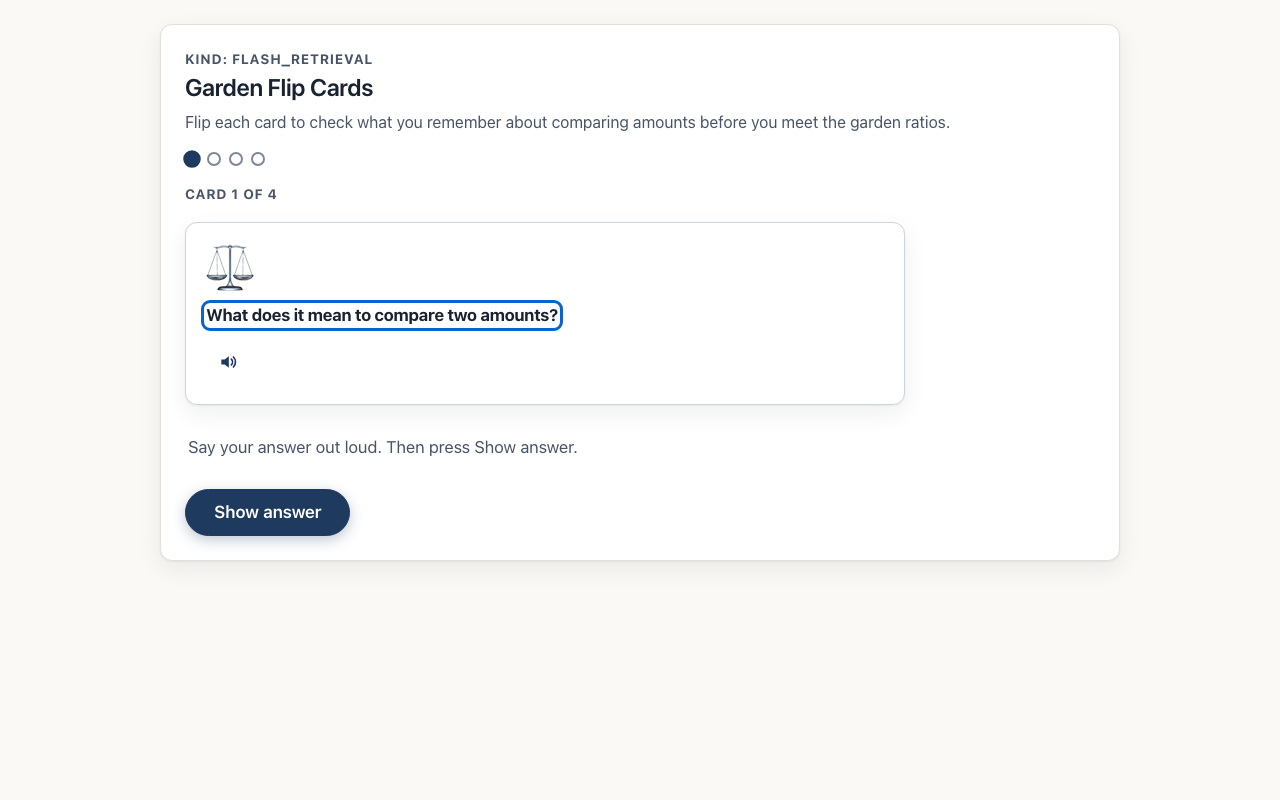 KIND: FLASH_RETRIEVAL
Garden Flip Cards
Flip each card to check what you remember about comparing amounts before you meet the garden ratios.
CARD 1 OF 4
What does it mean to compare two amounts?
Say your answer out loud. Then press Show answer.
Show answer